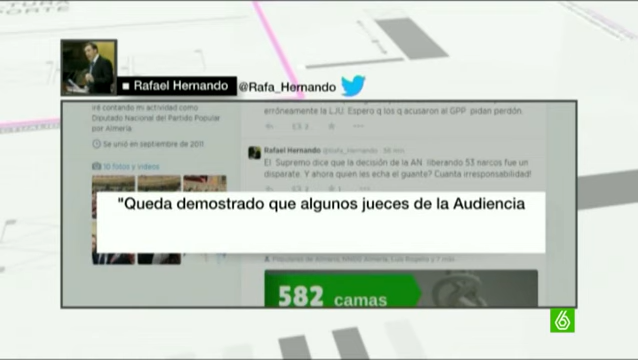 Rafael Hernando
@Rafa_Hernando
iré contando mi actividad como
Diputado Nacional del Partido Popular
por Almería.
Se unió en septiembre de 2011
10 fotos y vídeos
erróneamente la LJU. Espero q los q acusaron al GPP pidan perdón.
Rafael Hernando @Rafa_Hernando
El Supremo dice que la decisión de la AN liberando 53 narcos fue un
disparate. Y ahora quien les echa el guante? Cuanta irresponsabilidad!
"Queda demostrado que algunos jueces de la Audiencia
582 camas
6